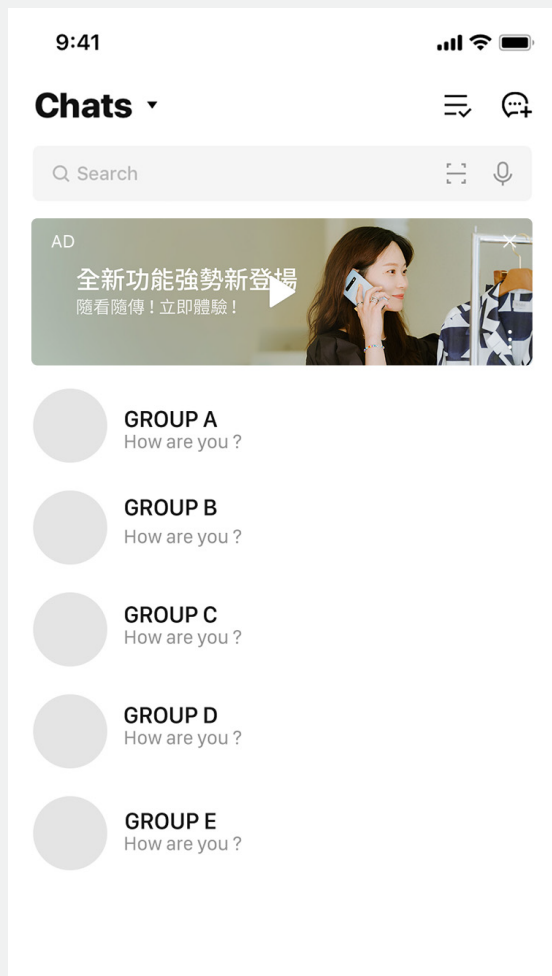 9:41
Chats
Search
AD
全新功能強勢新登場
隨看隨傳！立即體驗！
GROUP A
How are you ?
GROUP B
How are you ?
GROUP C
How are you ?
GROUP D
How are you ?
GROUP E
How are you ?